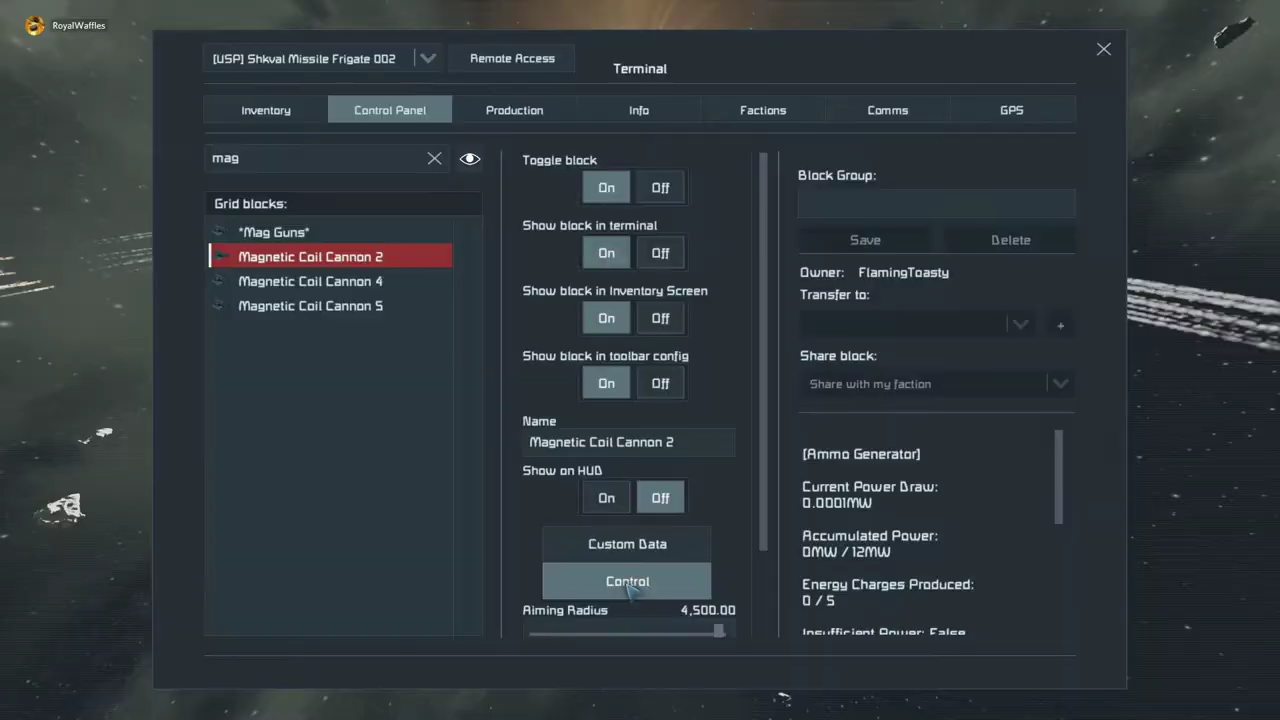 RoyalWaffles
[USP] Shkval Missile Frigate 002
Remote Access
Terminal
Inventory
Control Panel
Production
Info
Factions
Comms
GPS
mag
Grid blocks:
*Mag Guns*
Magnetic Coil Cannon 2
Magnetic Coil Cannon 4
Magnetic Coil Cannon 5
Toggle block
On Off
Show block in terminal
On Off
Show block in Inventory Screen
On Off
Show block in toolbar config
On Off
Name
Magnetic Coil Cannon 2
Show on HUD
On Off
Custom Data
Control
Aiming Radius 4,500.00
Block Group:
Save Delete
Owner: FlamingToasty
Transfer to:
+
Share block:
Share with my faction
[Ammo Generator]
Current Power Draw:
0.0001MW
Accumulated Power:
0MW / 12MW
Energy Charges Produced:
0 / 5
Insufficient Power: False